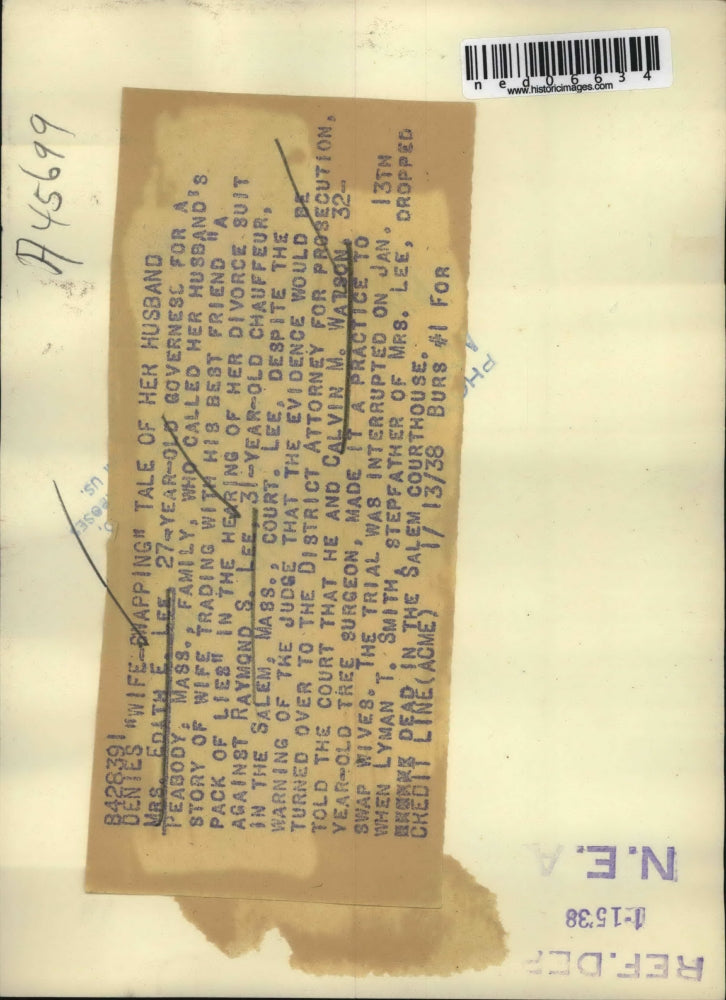 A45699
ned06634
www.historicimages.com
B428391
DENIES "WIFE-SWAPPING" TALE OF HER HUSBAND
MRS. EDITH E. LEE, 27-YEAR-OLD GOVERNESS FOR A
PEABODY, MASS., FAMILY, WHO CALLED HER HUSBAND'S
STORY OF WIFE TRADING WITH HIS BEST FRIEND "A
PACK OF LIES" IN THE HEARING OF HER DIVORCE SUIT
AGAINST RAYMOND S. LEE, 31-YEAR-OLD CHAUFFEUR,
IN THE SALEM, MASS., COURT. LEE, DESPITE THE
WARNING OF THE JUDGE THAT THE EVIDENCE WOULD BE
TURNED OVER TO THE DISTRICT ATTORNEY FOR PROSECUTION,
TOLD THE COURT THAT HE AND CALVIN M. WATSON, 32-
YEAR-OLD TREE SURGEON, MADE IT A PRACTICE TO
SWAP WIVES. THE TRIAL WAS INTERRUPTED ON JAN. 13TH
WHEN LYMAN T. SMITH, STEPFATHER OF MRS. LEE, DROPPED
DEAD IN THE SALEM COURTHOUSE.
CREDIT LINE(ACME) 1/13/38 BURS #1 FOR
N.E.A
1-15'38
REF.DEP